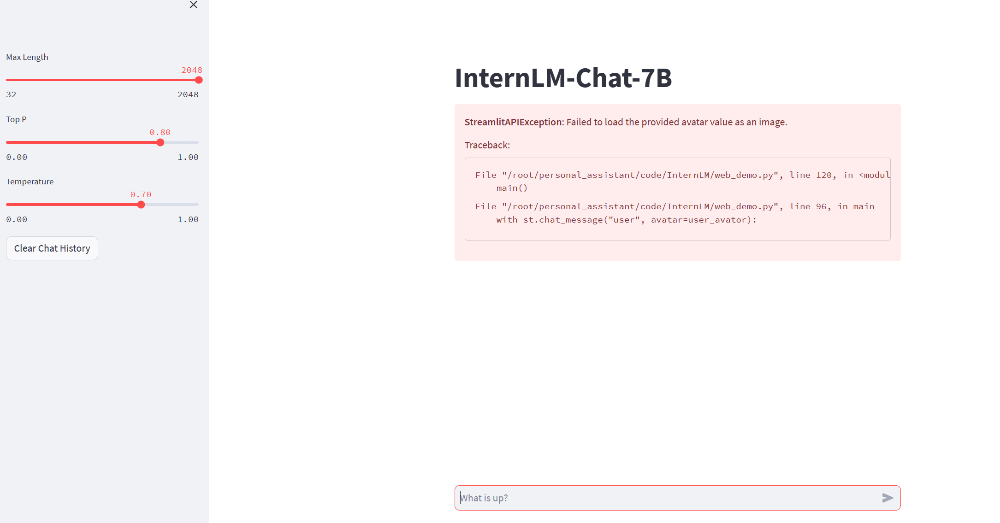 Max Length
2048
32 2048
Top P
0.80
0.00 1.00
Temperature
0.70
0.00 1.00
Clear Chat History
InternLM-Chat-7B
StreamlitAPIException: Failed to load the provided avatar value as an image.
Traceback:
File "/root/personal_assistant/code/InternLM/web_demo.py", line 120, in <modul
main()
File "/root/personal_assistant/code/InternLM/web_demo.py", line 96, in main
with st.chat_message("user", avatar=user_avator):
What is up?